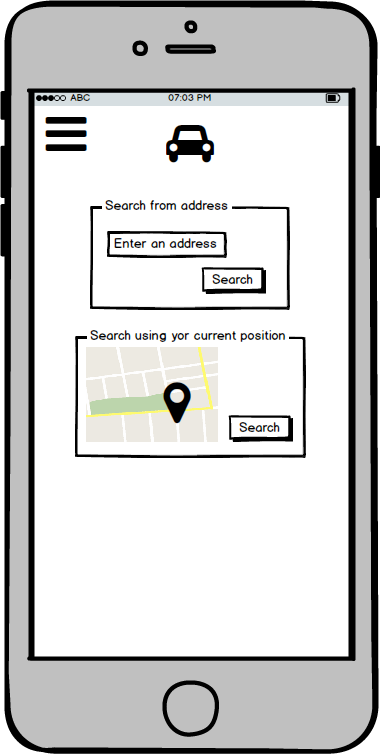 ABC 07:03 PM
Search from address
Enter an address
Search
Search using yor current position
Search